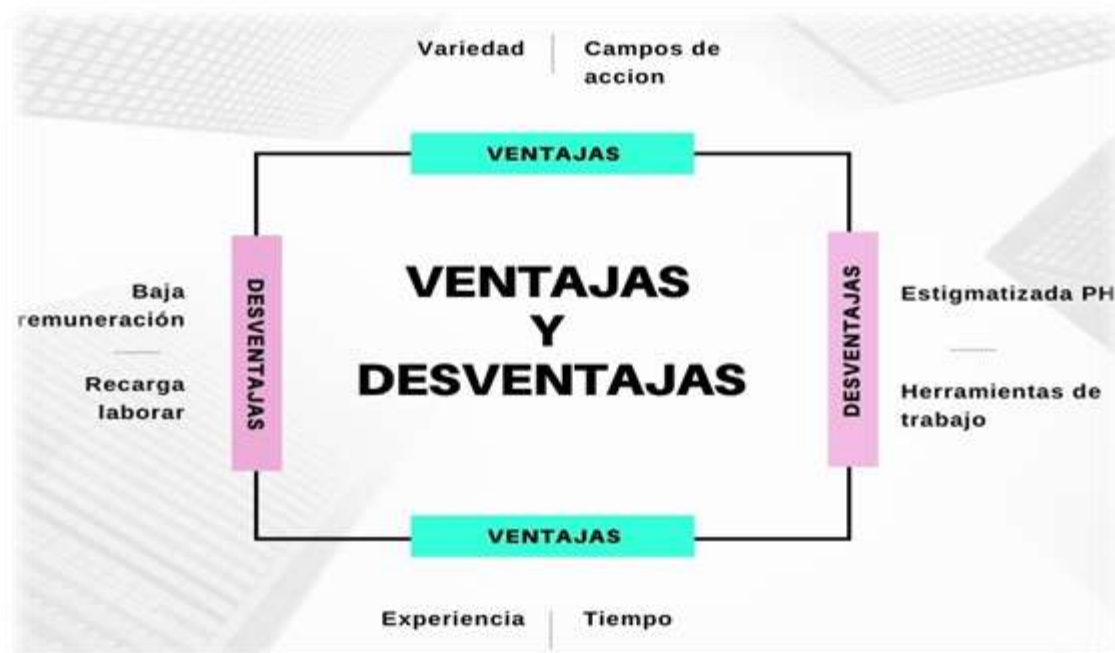 Variedad
Campos de
accion
VENTAJAS
VENTAJAS
Y
DESVENTAJAS
DESVENTAJAS
Baja
remuneración
Recarga
laborar
DESVENTAJAS
Estigmatizada PH
Herramientas de
trabajo
VENTAJAS
Experiencia
Tiempo